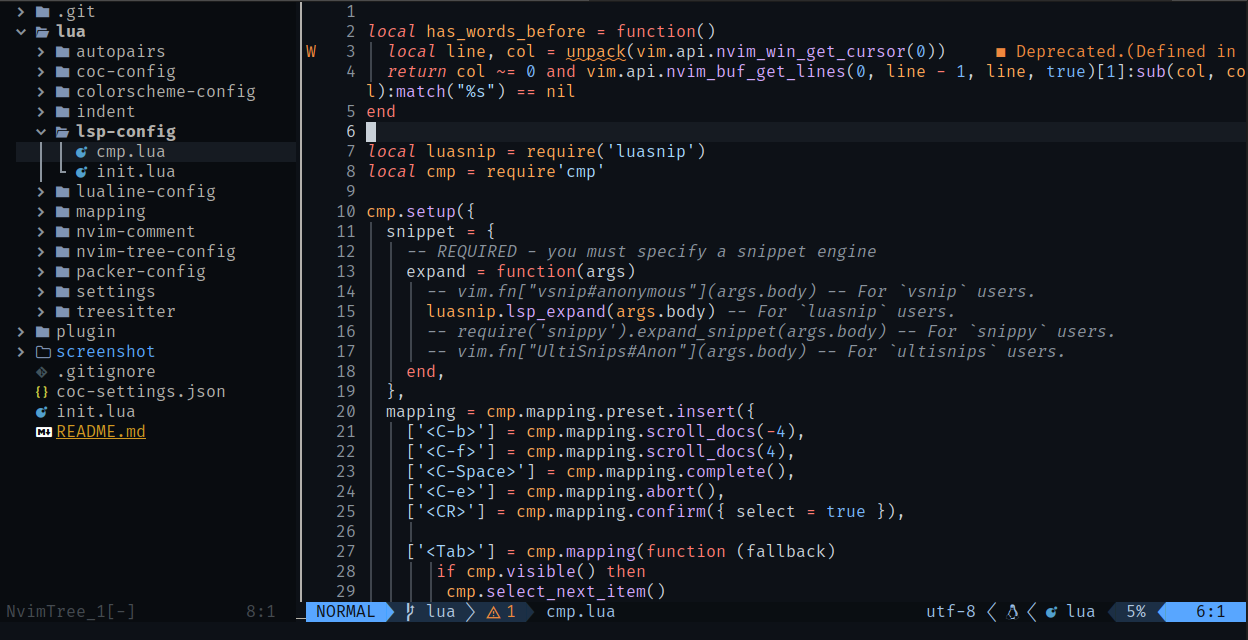 .git
lua
autopairs
coc-config
colorscheme-config
indent
lsp-config
cmp.lua
init.lua
lualine-config
mapping
nvim-comment
nvim-tree-config
packer-config
settings
treesitter
plugin
screenshot
.gitignore
{} coc-settings.json
init.lua
README.md
NvimTree_1[-] 8:1
1
2 local has_words_before = function()
W 3 local line, col = unpack(vim.api.nvim_win_get_cursor(0)) ■ Deprecated.(Defined in
4 return col ~= 0 and vim.api.nvim_buf_get_lines(0, line - 1, line, true)[1]:sub(col, co
l):match("%s") == nil
5 end
6
7 local luasnip = require('luasnip')
8 local cmp = require'cmp'
9
10 cmp.setup({
11 snippet = {
12 -- REQUIRED - you must specify a snippet engine
13 expand = function(args)
14 -- vim.fn["vsnip#anonymous"](args.body) -- For `vsnip` users.
15 luasnip.lsp_expand(args.body) -- For `luasnip` users.
16 -- require('snippy').expand_snippet(args.body) -- For `snippy` users.
17 -- vim.fn["UltiSnips#Anon"](args.body) -- For `ultisnips` users.
18 end,
19 },
20 mapping = cmp.mapping.preset.insert({
21 ['<C-b>'] = cmp.mapping.scroll_docs(-4),
22 ['<C-f>'] = cmp.mapping.scroll_docs(4),
23 ['<C-Space>'] = cmp.mapping.complete(),
24 ['<C-e>'] = cmp.mapping.abort(),
25 ['<CR>'] = cmp.mapping.confirm({ select = true }),
26
27 ['<Tab>'] = cmp.mapping(function (fallback)
28 if cmp.visible() then
29 cmp.select_next_item()
NORMAL lua 1 cmp.lua utf-8 lua 5% 6:1